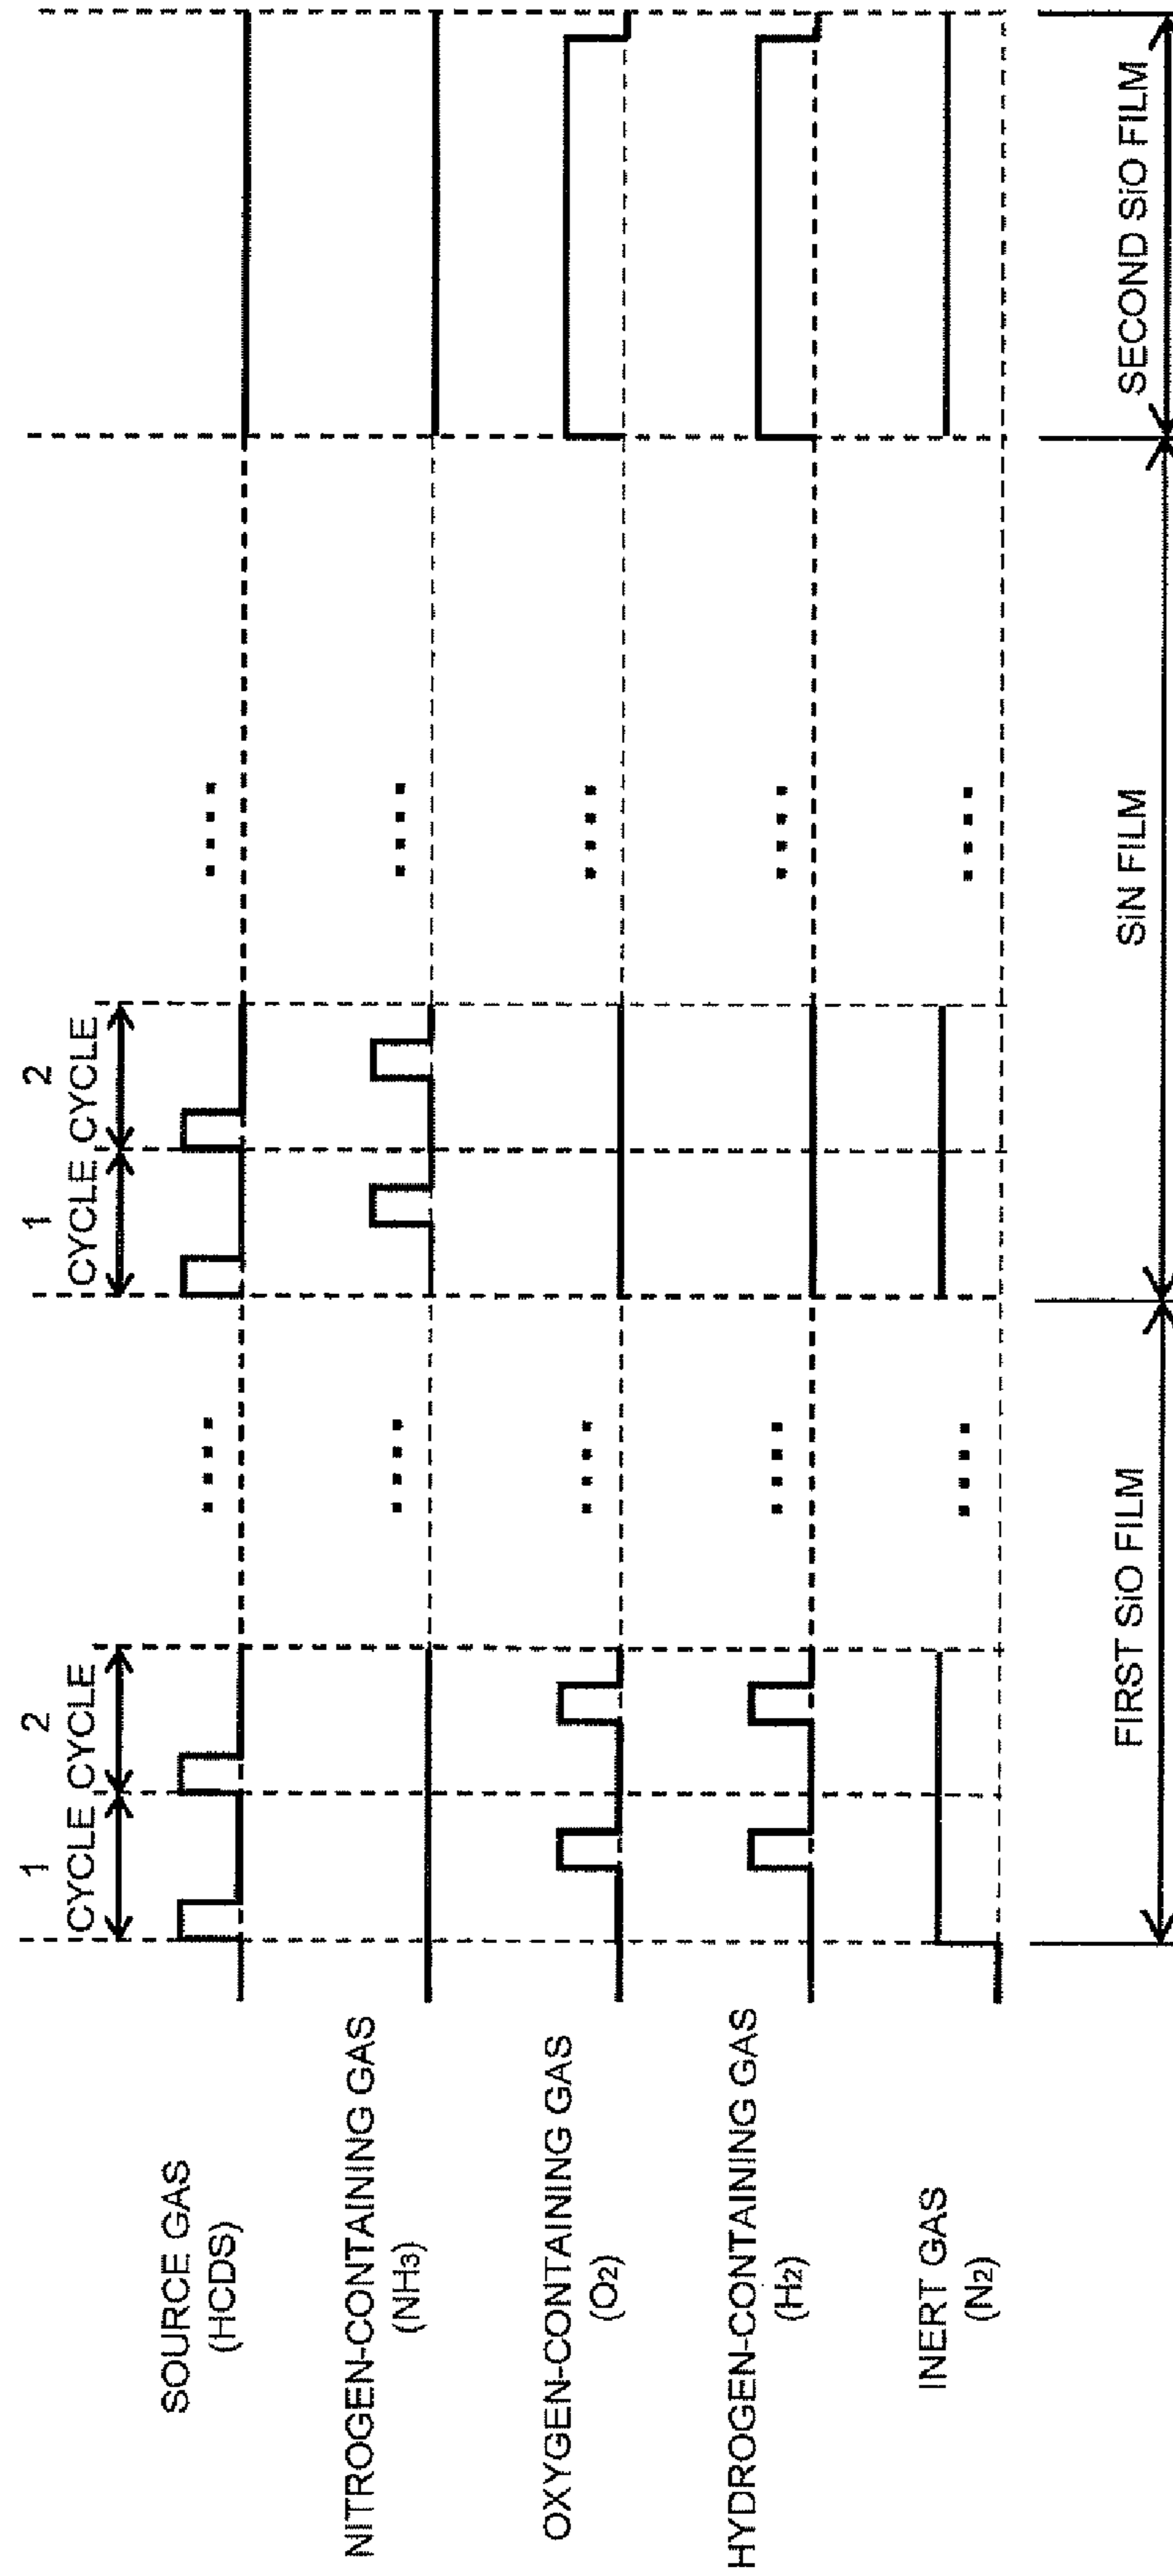 1
CYCLE
2
CYCLE
1
CYCLE
2
CYCLE
SOURCE GAS
(HCDS)
NITROGEN-CONTAINING GAS
(NH3)
OXYGEN-CONTAINING GAS
(O2)
HYDROGEN-CONTAINING GAS
(H2)
INERT GAS
(N2)
FIRST SiO FILM
SiN FILM
SECOND SiO FILM